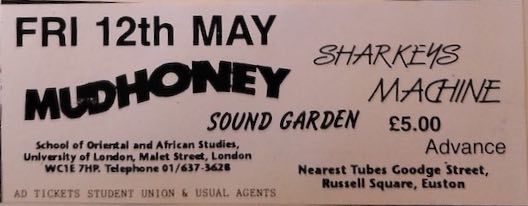 FRI 12th MAY
SHARKEYS
MACHINE
MUDHONEY
SOUND GARDEN
£5.00
Advance
School of Oriental and African Studies,
University of London, Malet Street, London
WC1E 7HP. Telephone 01/637-3628
Nearest Tubes Goodge Street,
Russell Square, Euston
AD TICKETS STUDENT UNION & USUAL AGENTS